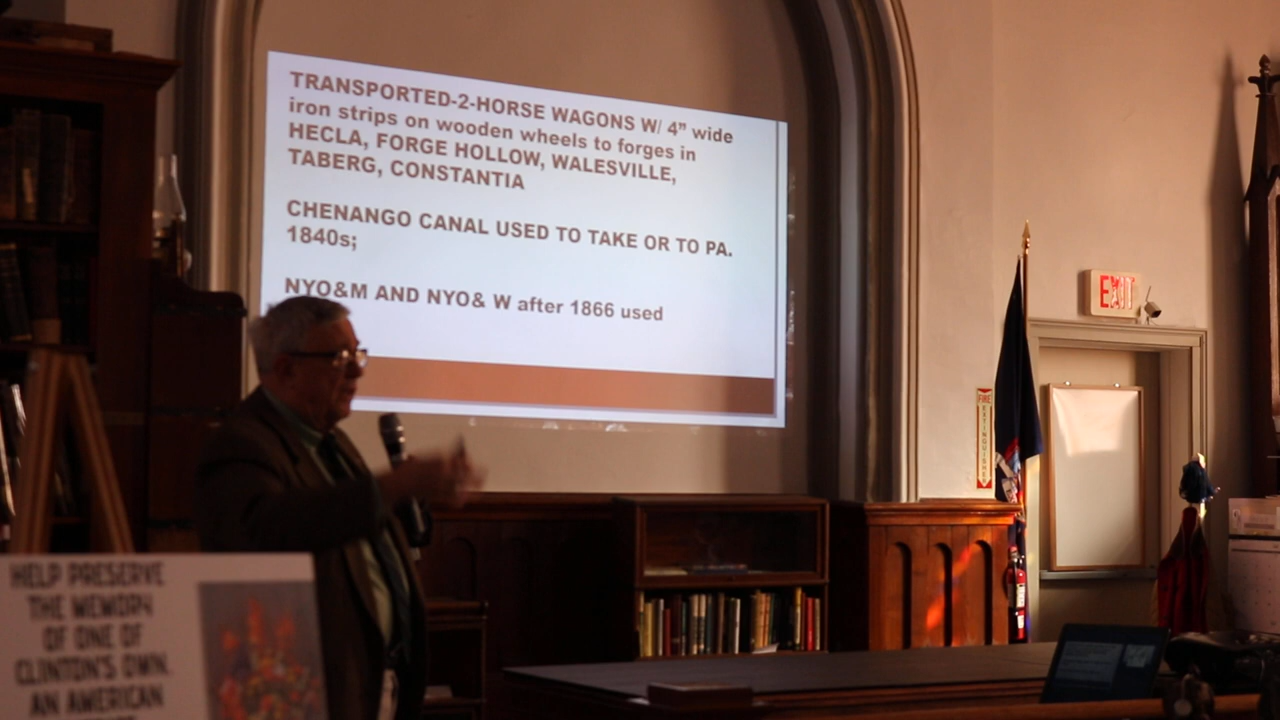 TRANSPORTED-2-HORSE WAGONS W/ 4” wide
iron strips on wooden wheels to forges in
HECLA, FORGE HOLLOW, WALESVILLE,
TABERG, CONSTANTIA
CHENANGO CANAL USED TO TAKE OR TO PA.
1840s;
NYO&M AND NYO& W after 1866 used
EXIT
FIRE
EXTINGUISHER
HELP PRESERVE
THE MEMORY
OF ONE OF
CLINTON'S OWN.
AN AMERICAN